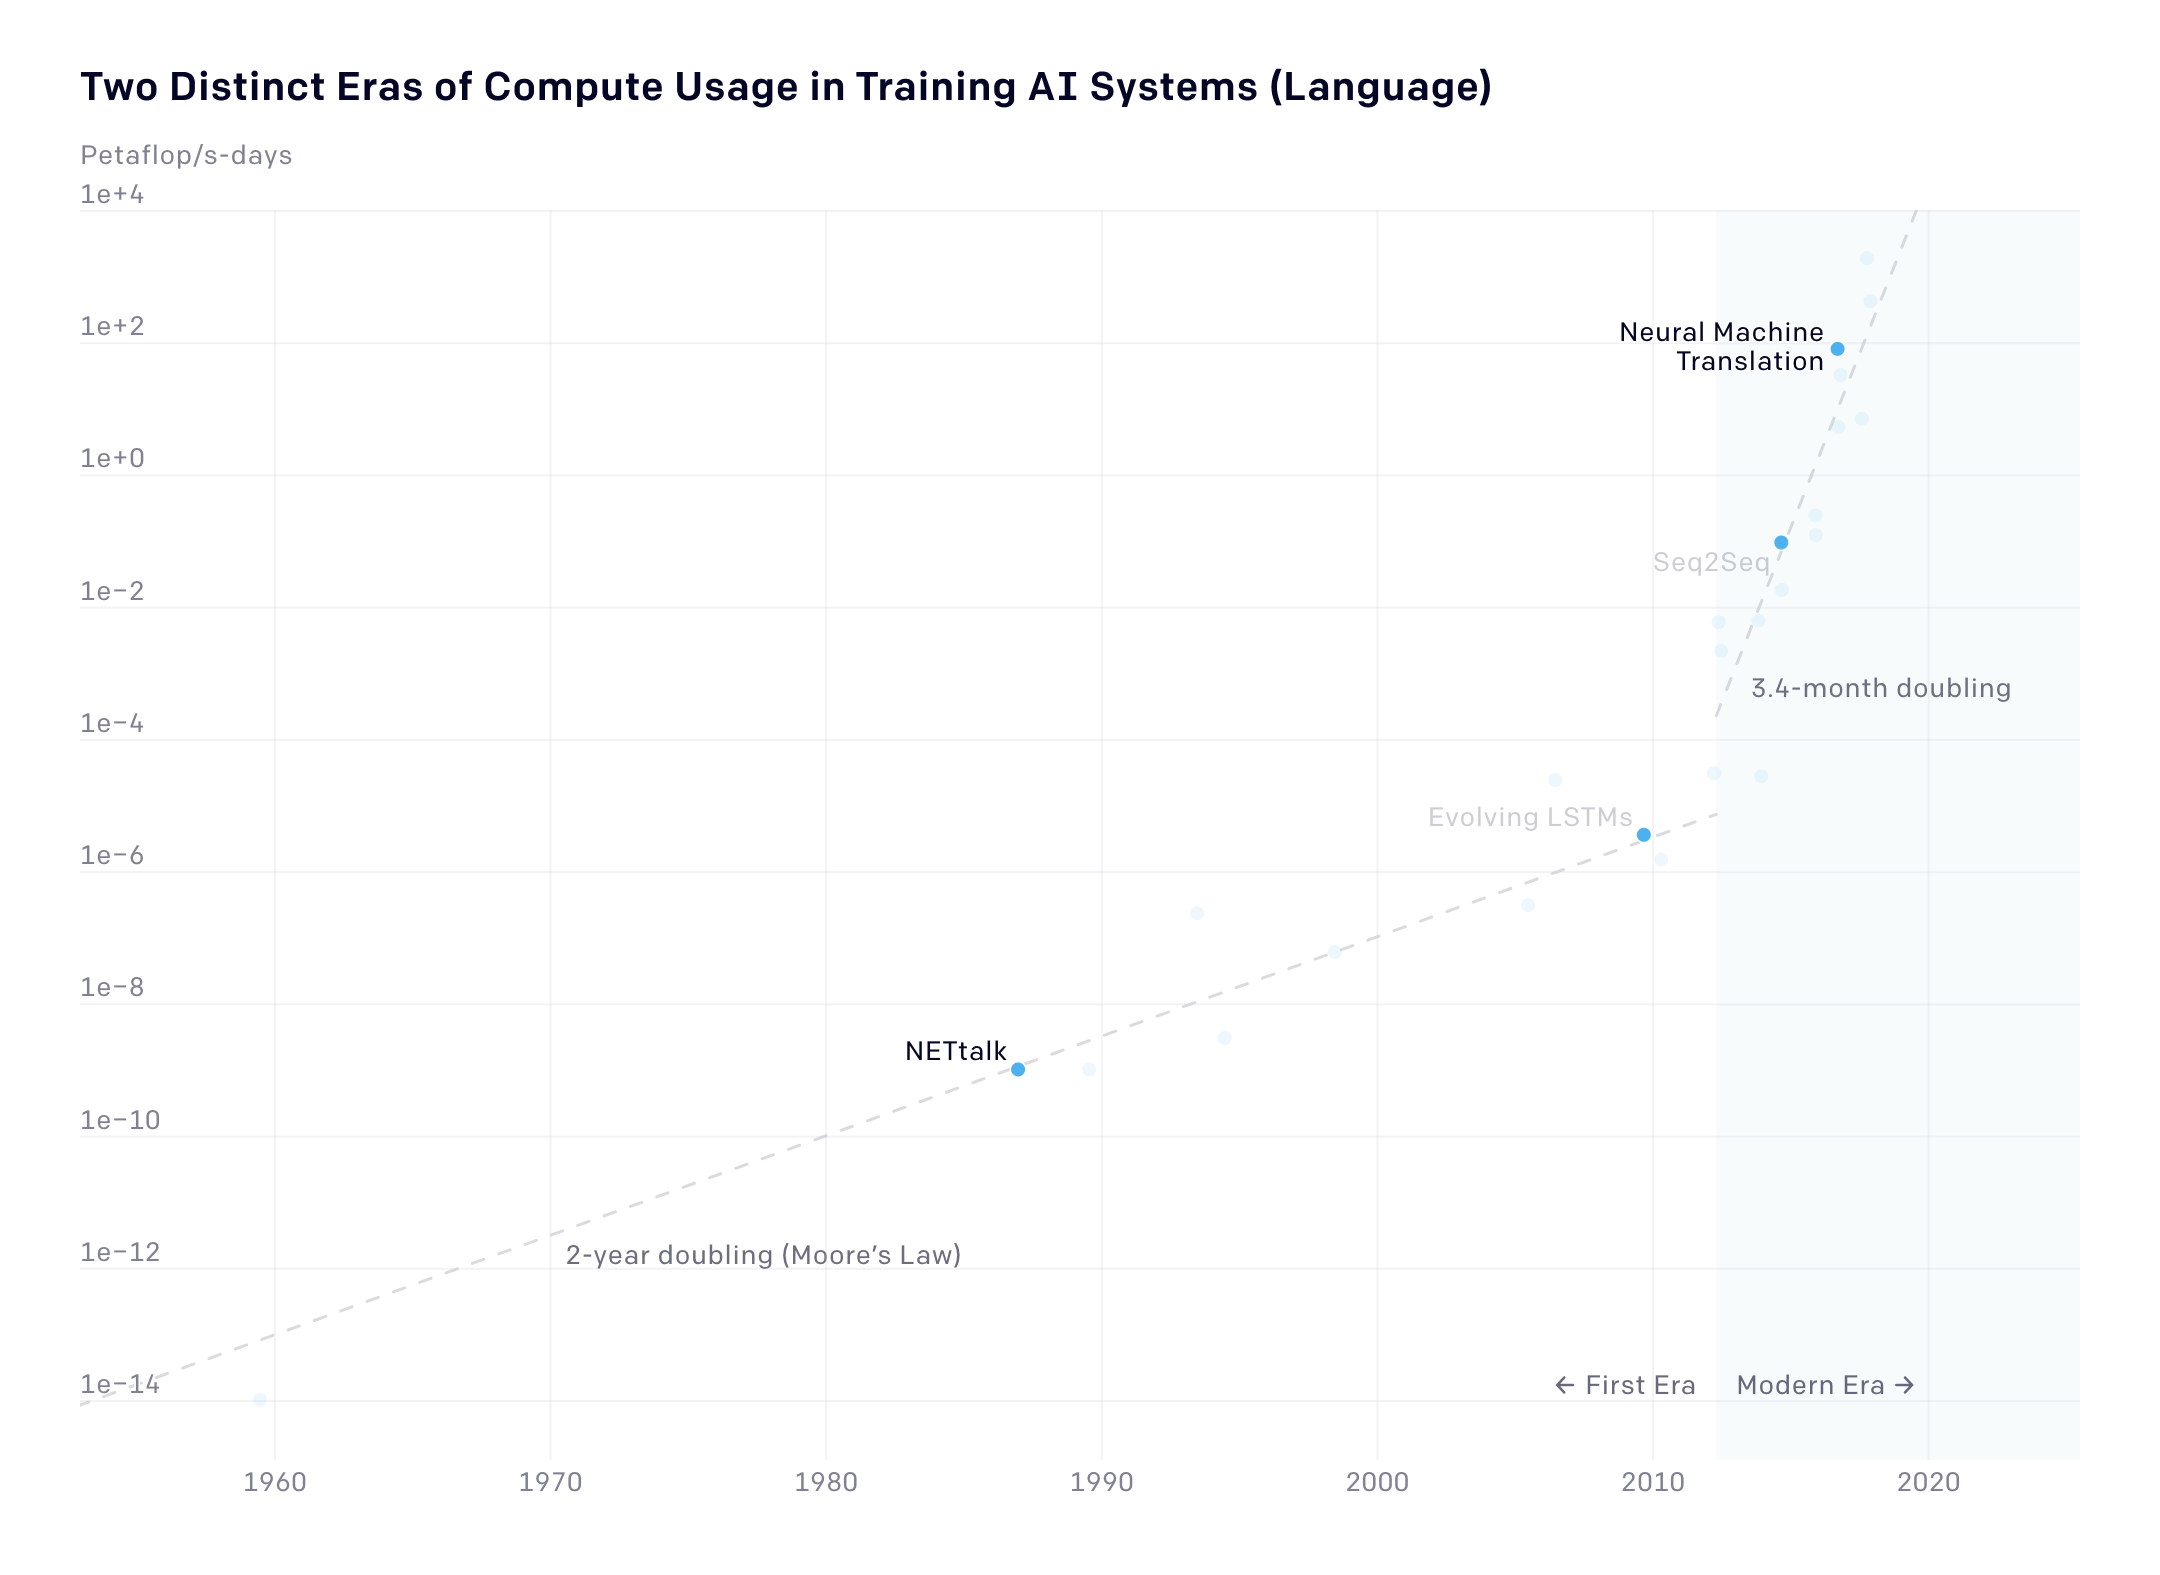 Two Distinct Eras of Compute Usage in Training AI Systems (Language)
Petaflop/s-days
1e+4
1e+2
Neural Machine
Translation
1e+0
Seq2Seq
1e−2
3.4-month doubling
1e−4
Evolving LSTMs
1e−6
1e−8
NETtalk
1e−10
1e−12
2-year doubling (Moore’s Law)
1e−14
← First Era
Modern Era →
1960
1970
1980
1990
2000
2010
2020